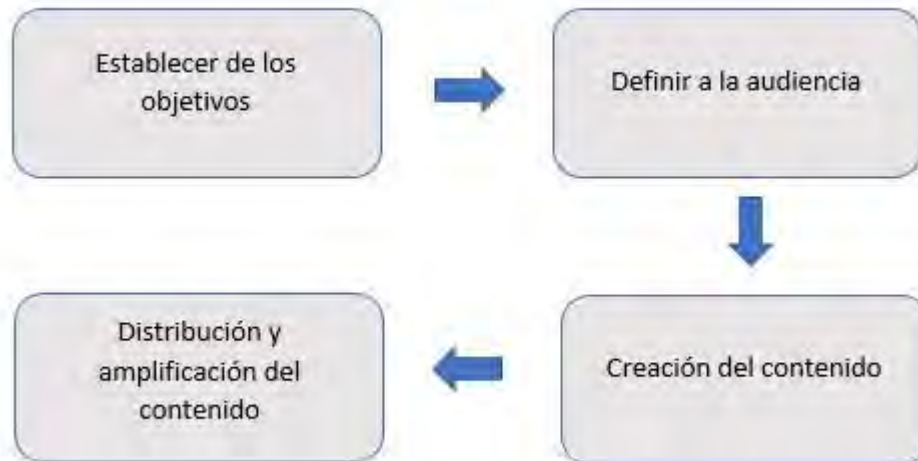 Establecer de los
objetivos
Definir a la audiencia
Creación del contenido
Distribución y
amplificación del
contenido